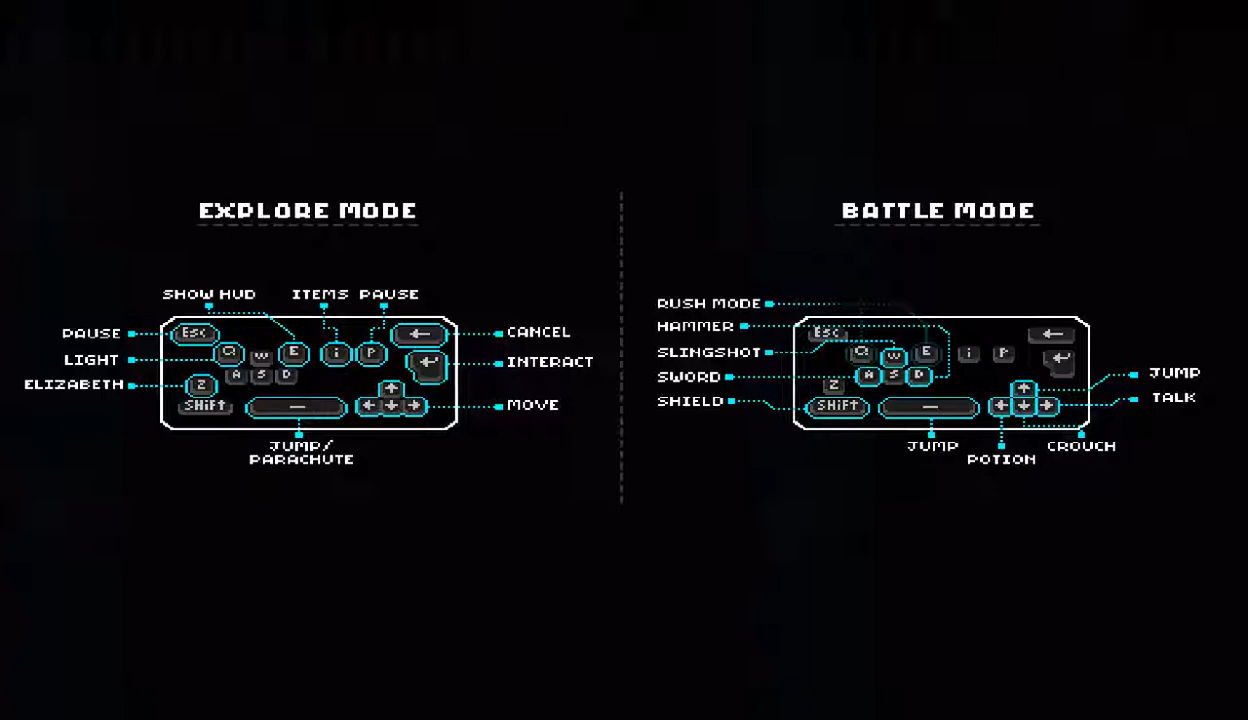 EXPLORE MODE
SHOW HUD ITEMS PAUSE
PAUSE Esc ← CANCEL
LIGHT Q W E i P ↵ INTERACT
A S D
ELIZABETH Z ↑
SHiFt — ← ↓ → MOVE
JUMP/
PARACHUTE
BATTLE MODE
RUSH MODE
HAMMER Esc ←
SLINGSHOT Q W E i P ↵
SWORD A S D JUMP
Z ↑
SHIELD SHiFt — ← ↓ → TALK
JUMP CROUCH
POTION